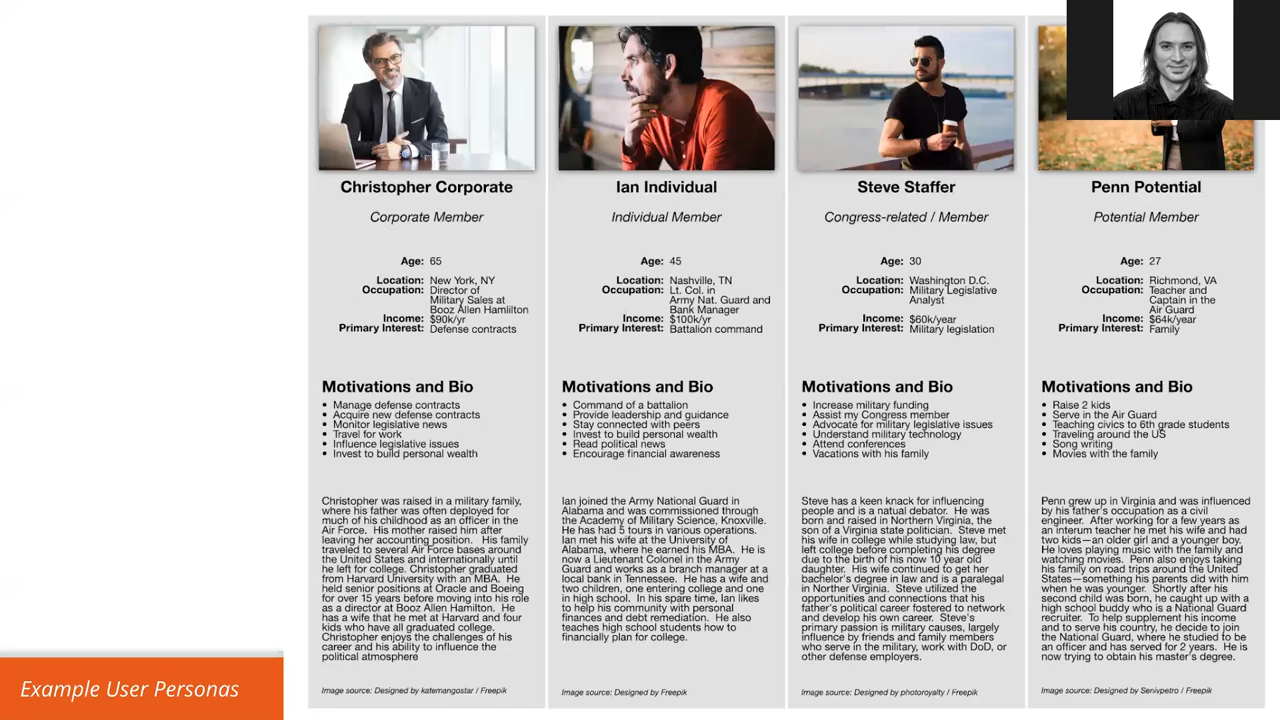 Christopher Corporate
Corporate Member
Age: 65
Location: New York, NY
Occupation: Director of
Military Sales at
Booz Allen Hamlilton
Income: $90k/yr
Primary Interest: Defense contracts
Motivations and Bio
• Manage defense contracts
• Acquire new defense contracts
• Monitor legislative news
• Travel for work
• Influence legislative issues
• Invest to build personal wealth
Christopher was raised in a military family,
where his father was often deployed for
much of his childhood as an officer in the
Air Force. His mother raised him after
leaving her accounting position. His family
traveled to several Air Force bases around
the United States and internationally until
he left for college. Christopher graduated
from Harvard University with an MBA. He
held senior positions at Oracle and Boeing
for over 15 years before moving into his role
as a director at Booz Allen Hamilton. He
has a wife that he met at Harvard and four
kids who have all graduated college.
Christopher enjoys the challenges of his
career and his ability to influence the
political atmosphere
Image source: Designed by katemangostar / Freepik
Ian Individual
Individual Member
Age: 45
Location: Nashville, TN
Occupation: Lt. Col. in
Army Nat. Guard and
Bank Manager
Income: $100k/yr
Primary Interest: Battalion command
Motivations and Bio
• Command of a battalion
• Provide leadership and guidance
• Stay connected with peers
• Invest to build personal wealth
• Read political news
• Encourage financial awareness
Ian joined the Army National Guard in
Alabama and was commissioned through
the Academy of Military Science, Knoxville.
He has had 5 tours in various operations.
Ian met his wife at the University of
Alabama, where he earned his MBA. He is
now a Lieutenant Colonel in the Army
Guard and works as a branch manager at a
local bank in Tennessee. He has a wife and
two children, one entering college and one
in high school. In his spare time, Ian likes
to help his community with personal
finances and debt remediation. He also
teaches high school students how to
financially plan for college.
Image source: Designed by Freepik
Steve Staffer
Congress-related / Member
Age: 30
Location: Washington D.C.
Occupation: Military Legislative
Analyst
Income: $60k/year
Primary Interest: Military legislation
Motivations and Bio
• Increase military funding
• Assist my Congress member
• Advocate for military legislative issues
• Understand military technology
• Attend conferences
• Vacations with his family
Steve has a keen knack for influencing
people and is a natual debator. He was
born and raised in Northern Virginia, the
son of a Virginia state politician. Steve met
his wife in college while studying law, but
left college before completing his degree
due to the birth of his now 10 year old
daughter. His wife continued to get her
bachelor's degree in law and is a paralegal
in Norther Virginia. Steve utilized the
opportunities and connections that his
father's political career fostered to network
and develop his own career. Steve's
primary passion is military causes, largely
influence by friends and family members
who serve in the military, work with DoD, or
other defense employers.
Image source: Designed by photoroyalty / Freepik
Penn Potential
Potential Member
Age: 27
Location: Richmond, VA
Occupation: Teacher and
Captain in the
Air Guard
Income: $64k/year
Primary Interest: Family
Motivations and Bio
• Raise 2 kids
• Serve in the Air Guard
• Teaching civics to 6th grade students
• Traveling around the US
• Song writing
• Movies with the family
Penn grew up in Virginia and was influenced
by his father's occupation as a civil
engineer. After working for a few years as
an interum teacher he met his wife and had
two kids—an older girl and a younger boy.
He loves playing music with the family and
watching movies. Penn also enjoys taking
his family on road trips around the United
States—something his parents did with him
when he was younger. Shortly after his
second child was born, he caught up with a
high school buddy who is a National Guard
recruiter. To help supplement his income
and to serve his country, he decide to join
the National Guard, where he studied to be
an officer and has served for 2 years. He is
now trying to obtain his master's degree.
Image source: Designed by Senivpetro / Freepik
Example User Personas